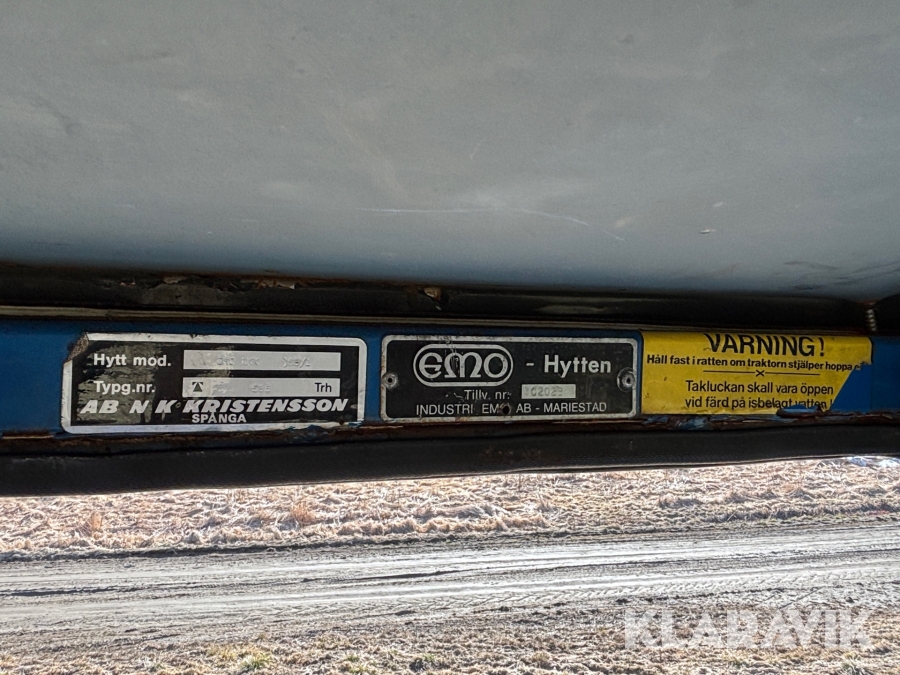 Hytt mod.
Typg.nr. Trh
AB N K KRISTENSSON
SPÅNGA
emo - Hytten
Tillv. nr.
INDUSTRI EMO AB - MARIESTAD
VARNING!
Håll fast i ratten om traktorn stjälper hoppa e
Takluckan skall vara öppen
vid färd på isbelagt vatten !
KLARAVIK